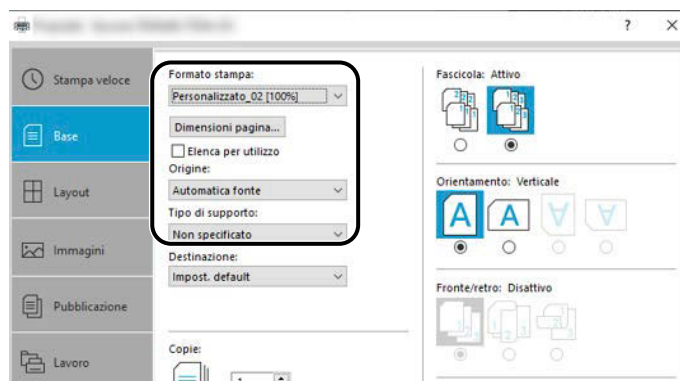 ?
Stampa veloce
Base
Layout
Immagini
Pubblicazione
Lavoro
Formato stampa:
Personalizzato_02 [100%]
Dimensioni pagina...
Elenca per utilizzo
Origine:
Automatica fonte
Tipo di supporto:
Non specificato
Destinazione:
Impost. default
Copie:
Fascicola: Attivo
Orientamento: Verticale
A A A A
Fronte/retro: Disattivo